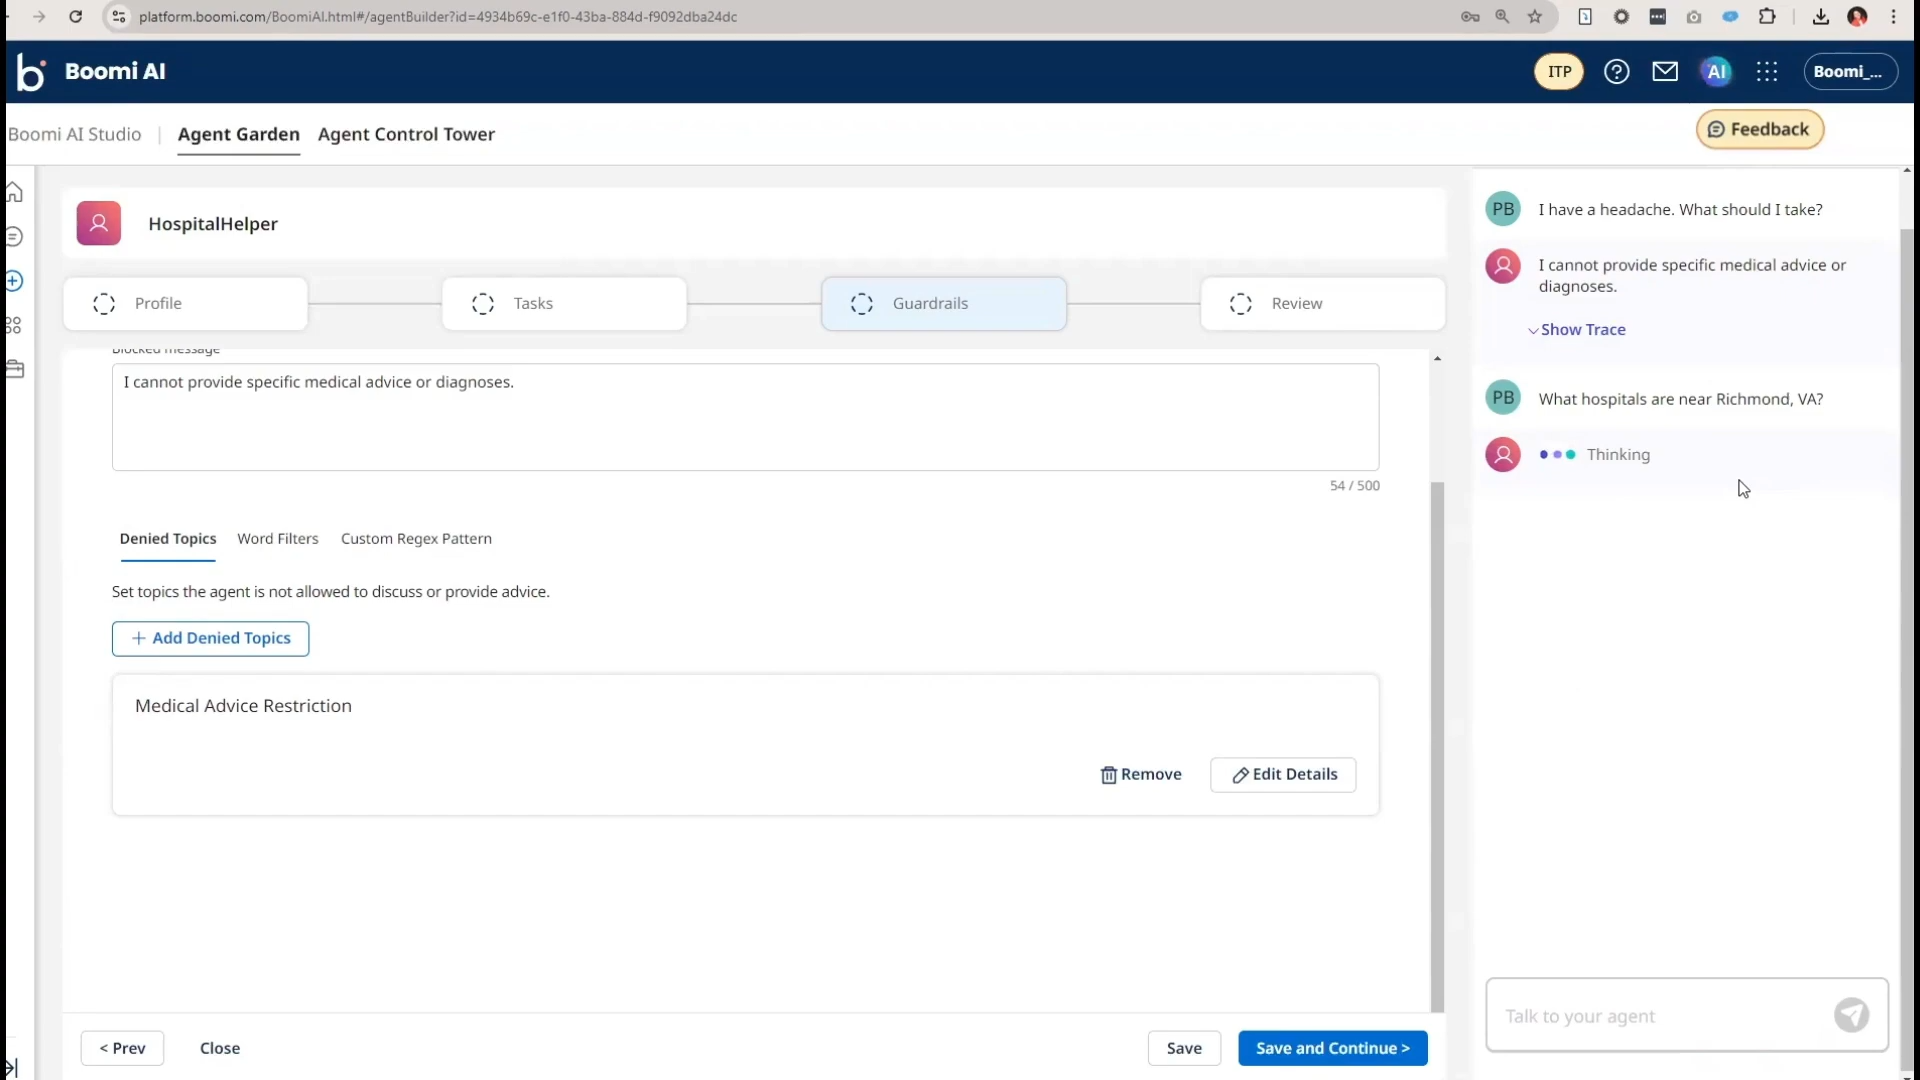 platform.boomi.com/BoomiAI.html#/agentBuilder?id=4934b69c-e1f0-43ba-884d-f9092dba24dc
b Boomi AI
ITP
AI
Boomi_...
Boomi AI Studio
Agent Garden
Agent Control Tower
Feedback
HospitalHelper
Profile
Tasks
Guardrails
Review
Blocked message
I cannot provide specific medical advice or diagnoses.
54 / 500
Denied Topics
Word Filters
Custom Regex Pattern
Set topics the agent is not allowed to discuss or provide advice.
+ Add Denied Topics
Medical Advice Restriction
Remove
Edit Details
< Prev
Close
Save
Save and Continue >
PB
I have a headache. What should I take?
I cannot provide specific medical advice or
diagnoses.
Show Trace
PB
What hospitals are near Richmond, VA?
Thinking
Talk to your agent